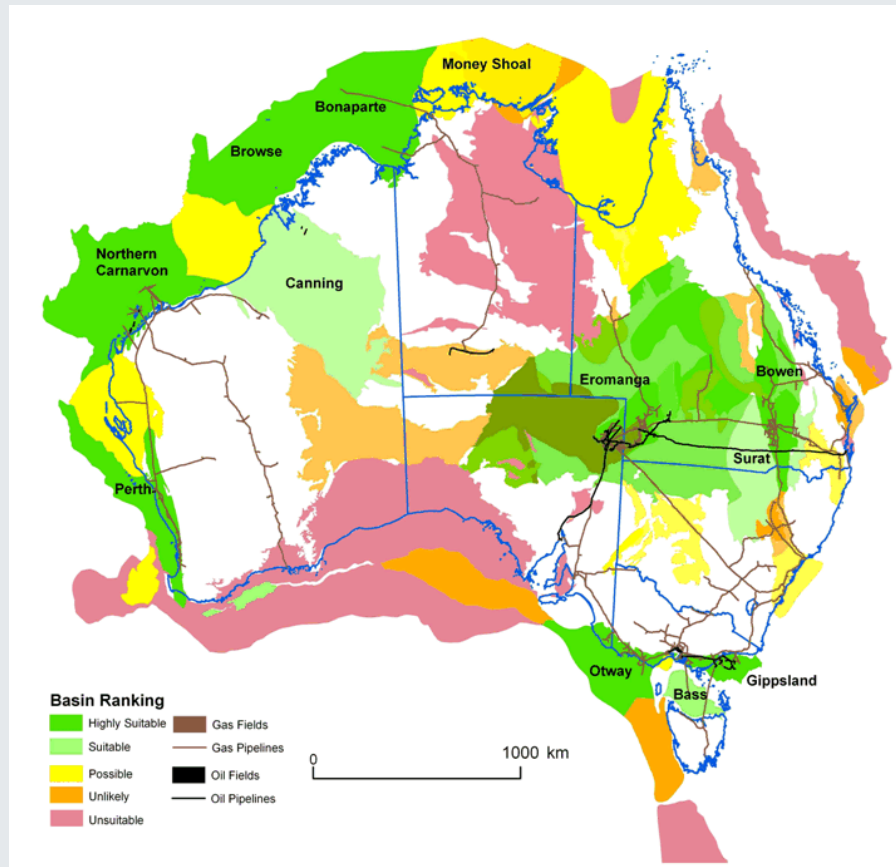 Money Shoal
Bonaparte
Browse
Northern
Carnarvon
Canning
Eromanga
Bowen
Surat
Perth
Otway
Gippsland
Bass
Basin Ranking
Highly Suitable
Suitable
Possible
Unlikely
Unsuitable
Gas Fields
Gas Pipelines
Oil Fields
Oil Pipelines
0
1000 km